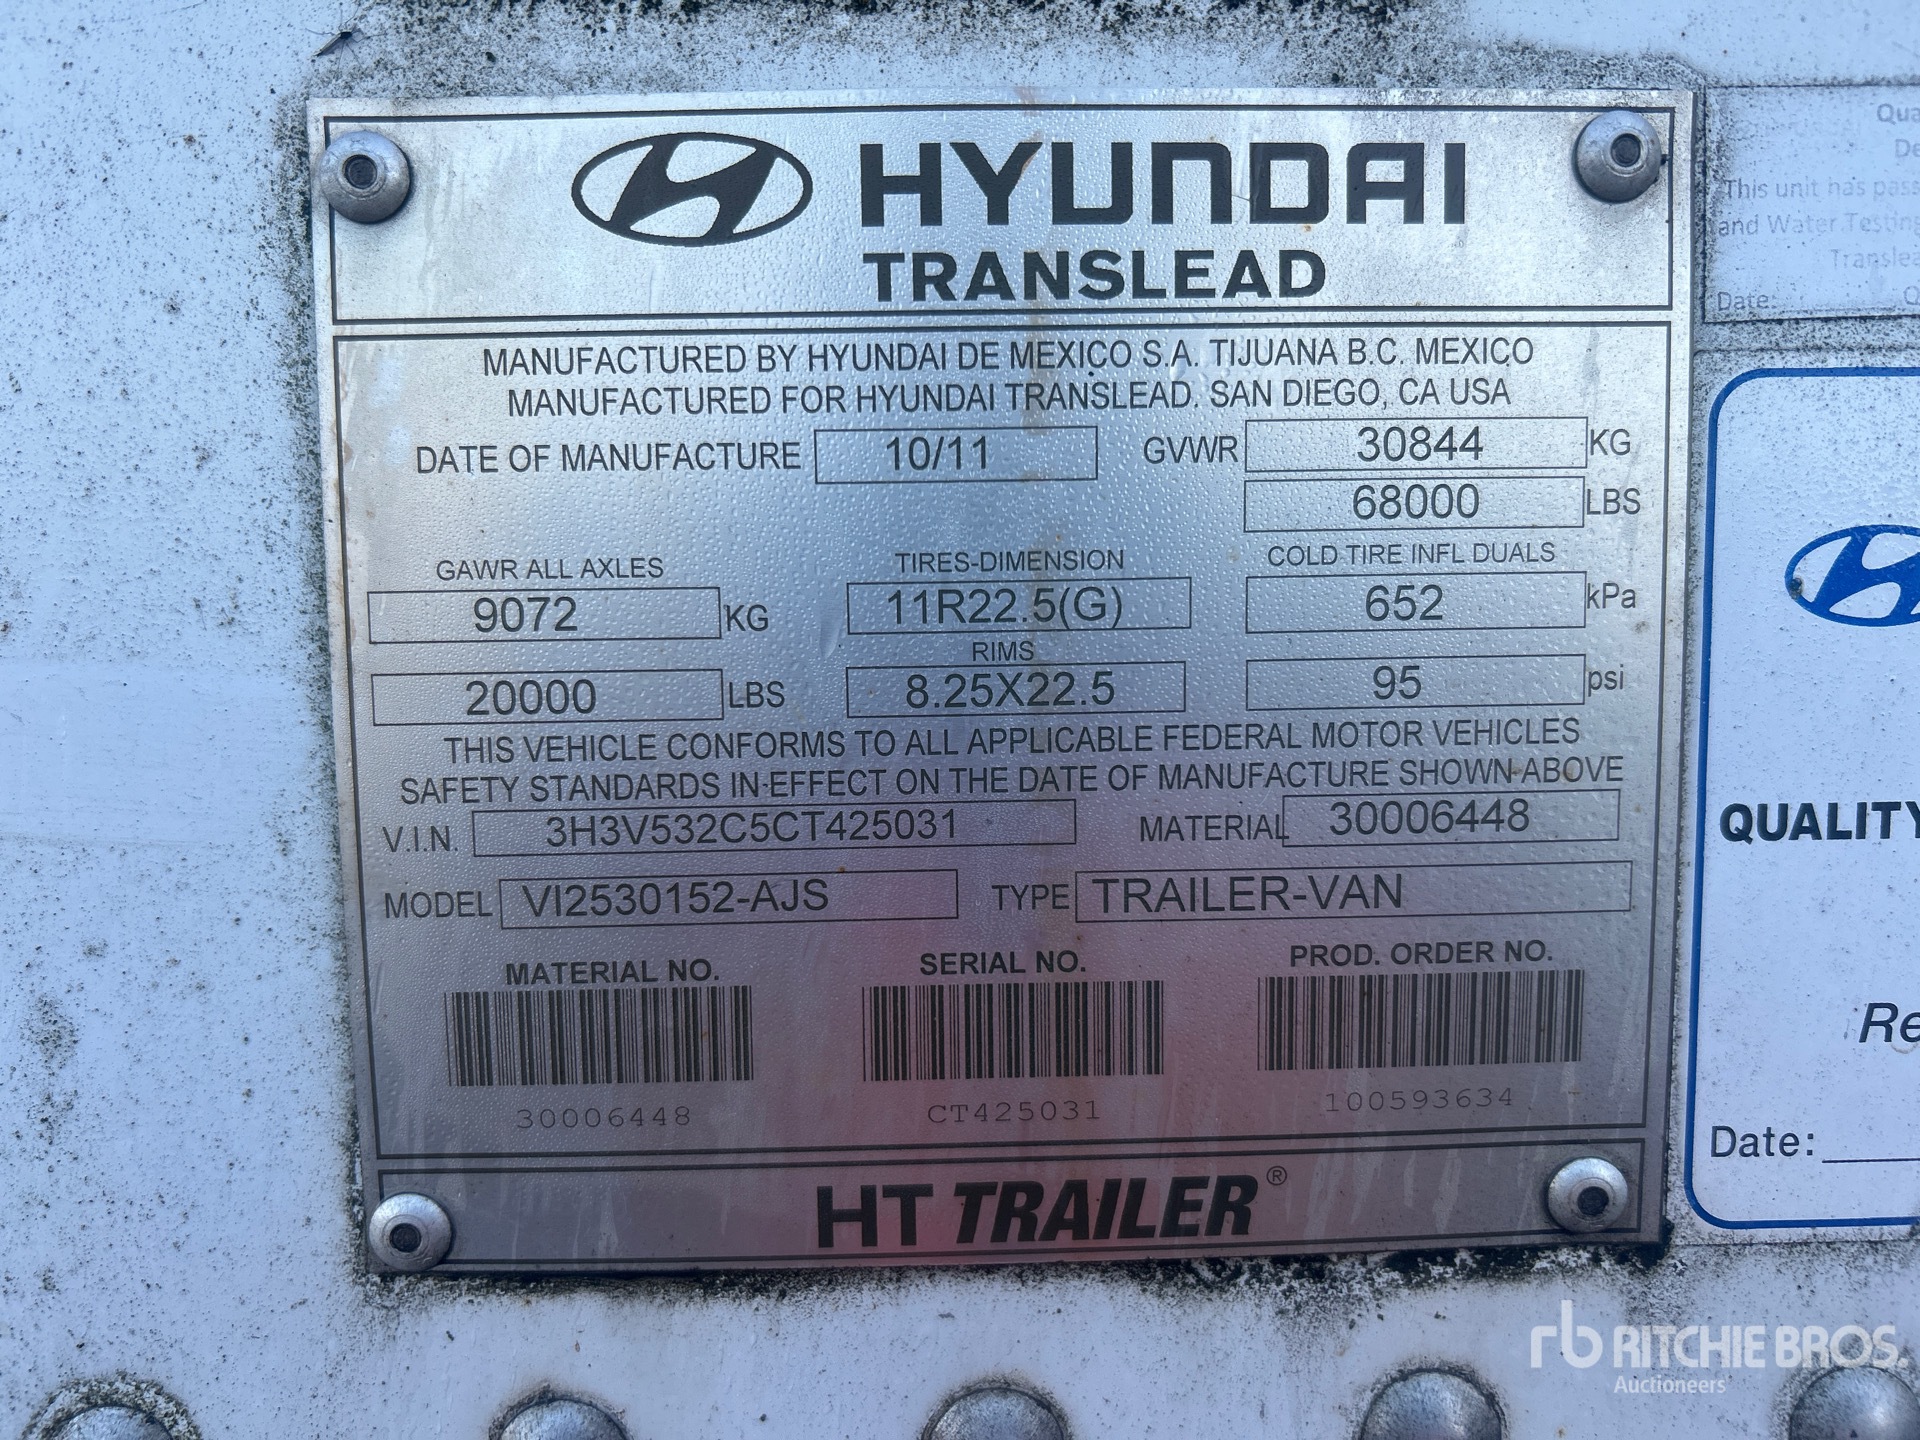 HYUNDAI
TRANSLEAD
MANUFACTURED BY HYUNDAI DE MEXICO S.A. TIJUANA B.C. MEXICO
MANUFACTURED FOR HYUNDAI TRANSLEAD. SAN DIEGO, CA USA
DATE OF MANUFACTURE 10/11 GVWR 30844 KG
68000 LBS
GAWR ALL AXLES TIRES-DIMENSION COLD TIRE INFL DUALS
9072 KG 11R22.5(G) 652 kPa
RIMS
20000 LBS 8.25X22.5 95 psi
THIS VEHICLE CONFORMS TO ALL APPLICABLE FEDERAL MOTOR VEHICLES
SAFETY STANDARDS IN EFFECT ON THE DATE OF MANUFACTURE SHOWN ABOVE
V.I.N. 3H3V532C5CT425031 MATERIAL 30006448
MODEL VI2530152-AJS TYPE TRAILER-VAN
MATERIAL NO. SERIAL NO. PROD. ORDER NO.
30006448 CT425031 100593634
HT TRAILER®
This unit has
and Water Testing
Date:
QUALITY
Date:
rb RITCHIE BROS.
Auctioneers